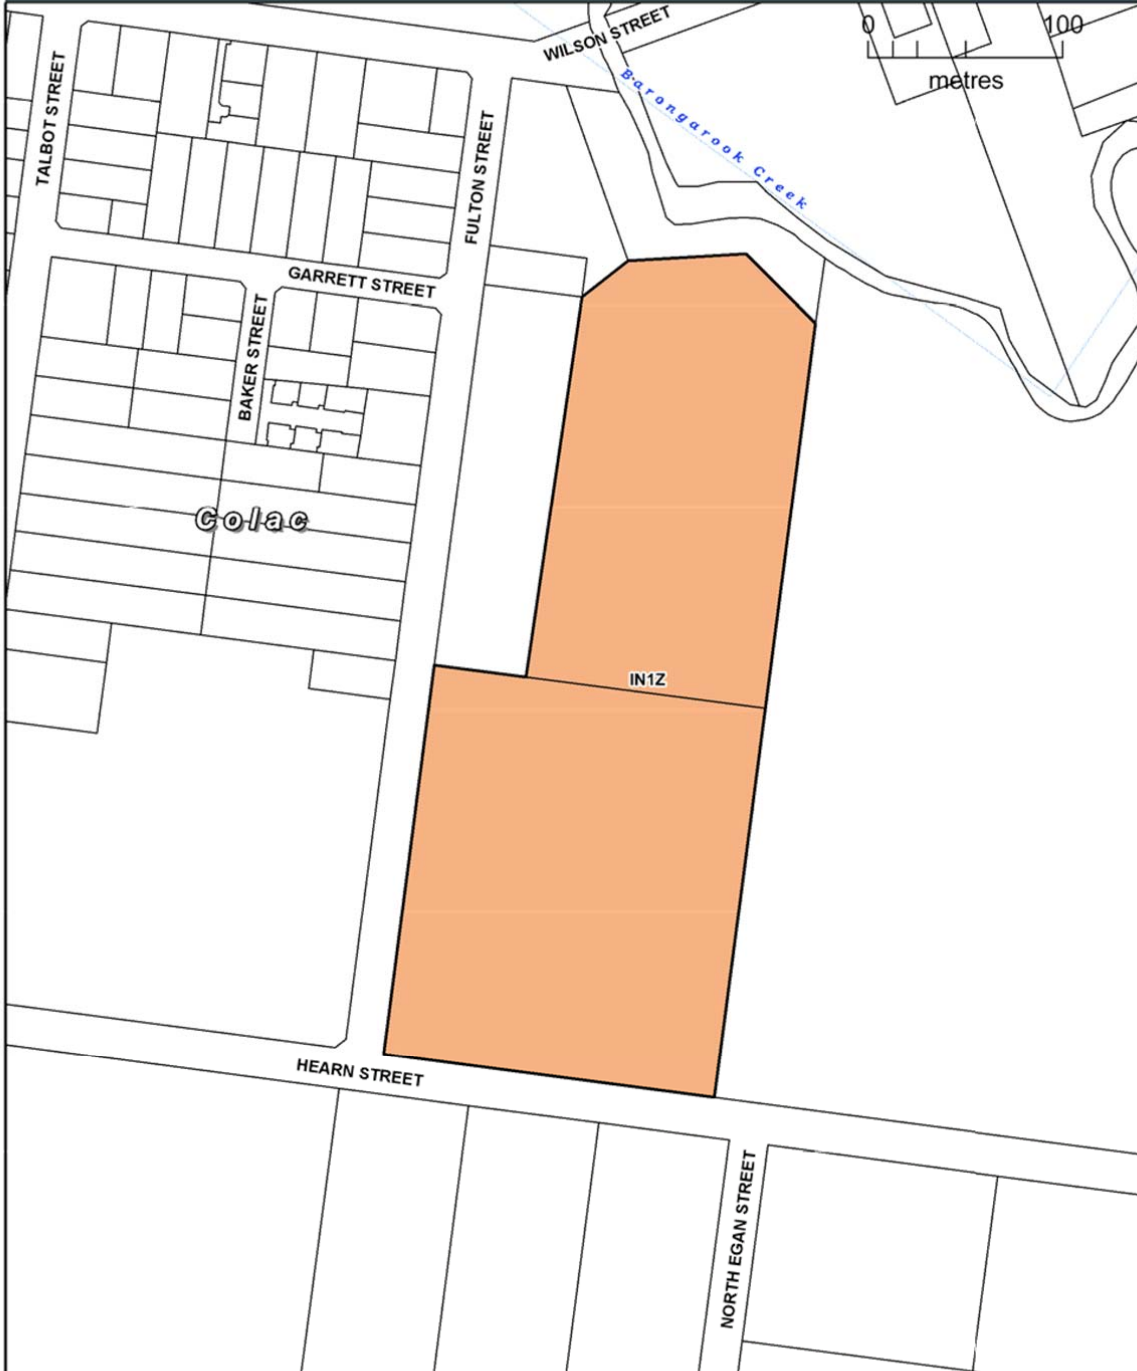 WILSON STREET
0 100
metres
Barongarook Creek
TALBOT STREET
FULTON STREET
GARRETT STREET
BAKER STREET
Colac
IN1Z
HEARN STREET
NORTH EGAN STREET